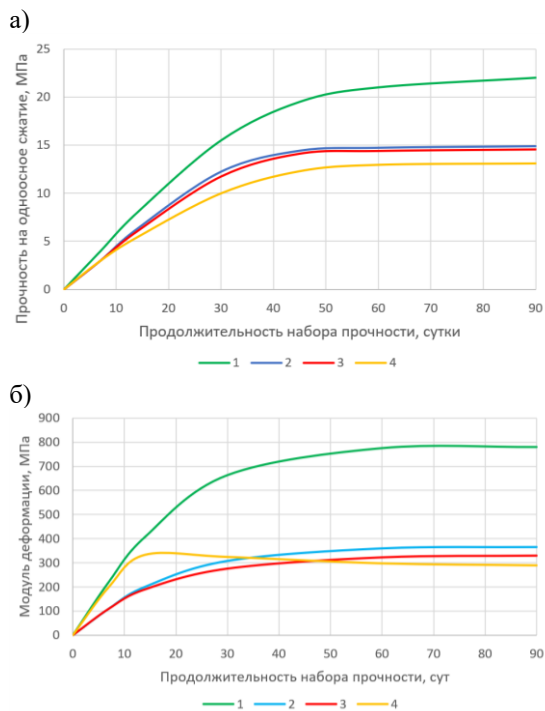 а)
Прочность на одноосное сжатие, МПа
25
20
15
10
5
0
0 10 20 30 40 50 60 70 80 90
Продолжительность набора прочности, сутки
1 2 3 4
б)
Модуль деформации, МПа
900
800
700
600
500
400
300
200
100
0
0 10 20 30 40 50 60 70 80 90
Продолжительность набора прочности, сут
1 2 3 4